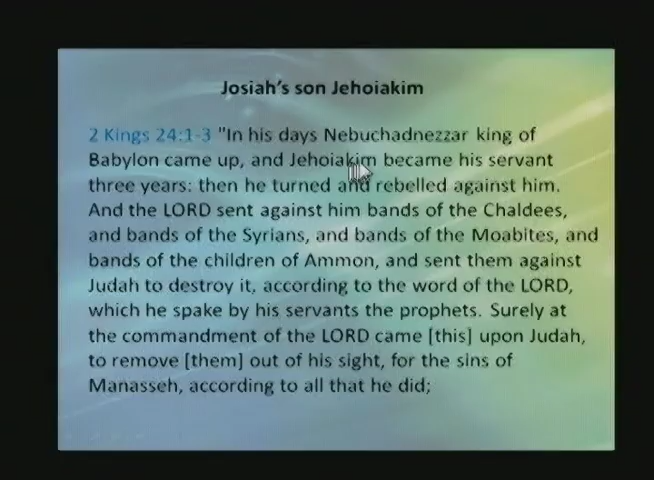 Josiah's son Jehoiakim
2 Kings 24:1-3 "In his days Nebuchadnezzar king of
Babylon came up, and Jehoiakim became his servant
three years: then he turned and rebelled against him.
And the LORD sent against him bands of the Chaldees,
and bands of the Syrians, and bands of the Moabites, and
bands of the children of Ammon, and sent them against
Judah to destroy it, according to the word of the LORD,
which he spake by his servants the prophets. Surely at
the commandment of the LORD came [this] upon Judah,
to remove [them] out of his sight, for the sins of
Manasseh, according to all that he did;